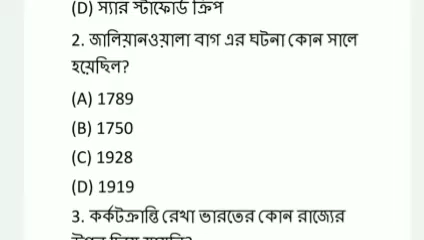 (D) স্যার স্টাফোর্ড ক্রিপ
2. জালিয়ানওয়ালা বাগ এর ঘটনা কোন সালে
হয়েছিল?
(A) 1789
(B) 1750
(C) 1928
(D) 1919
3. কর্কটক্রান্তি রেখা ভারতের কোন রাজ্যের